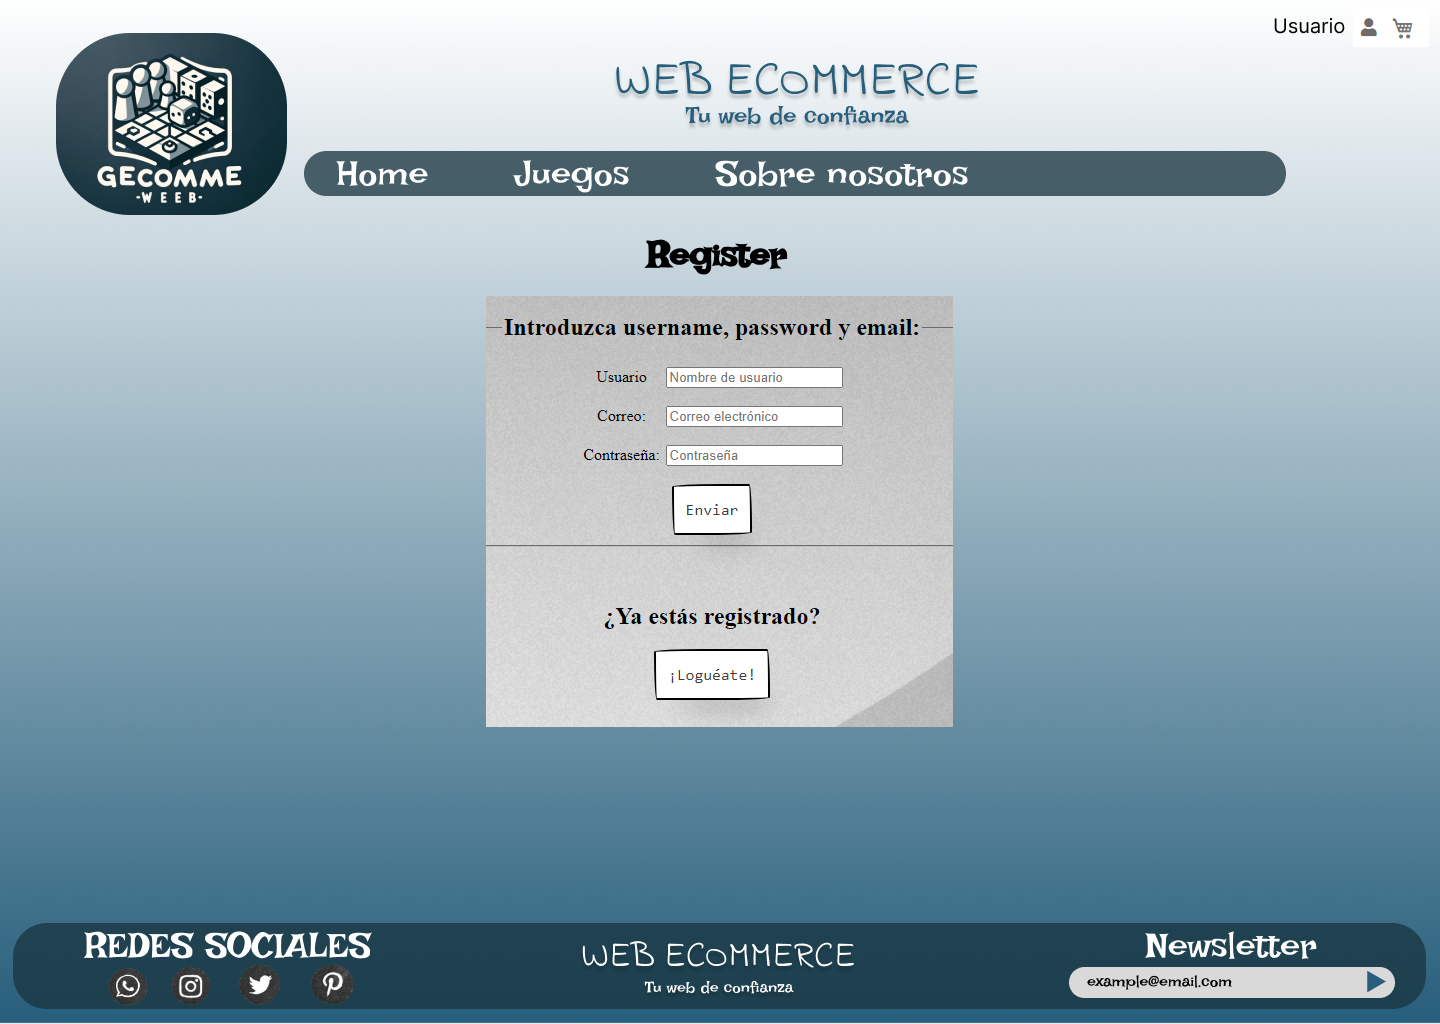 Usuario
GECOMME
-WEEB-
WEB ECOMMERCE
Tu web de confianza
Home Juegos Sobre nosotros
Register
Introduzca username, password y email:
Usuario Nombre de usuario
Correo: Correo electrónico
Contraseña: Contraseña
Enviar
¿Ya estás registrado?
¡Loguéate!
REDES SOCIALES
WEB ECOMMERCE
Tu web de confianza
Newsletter
example@email.com